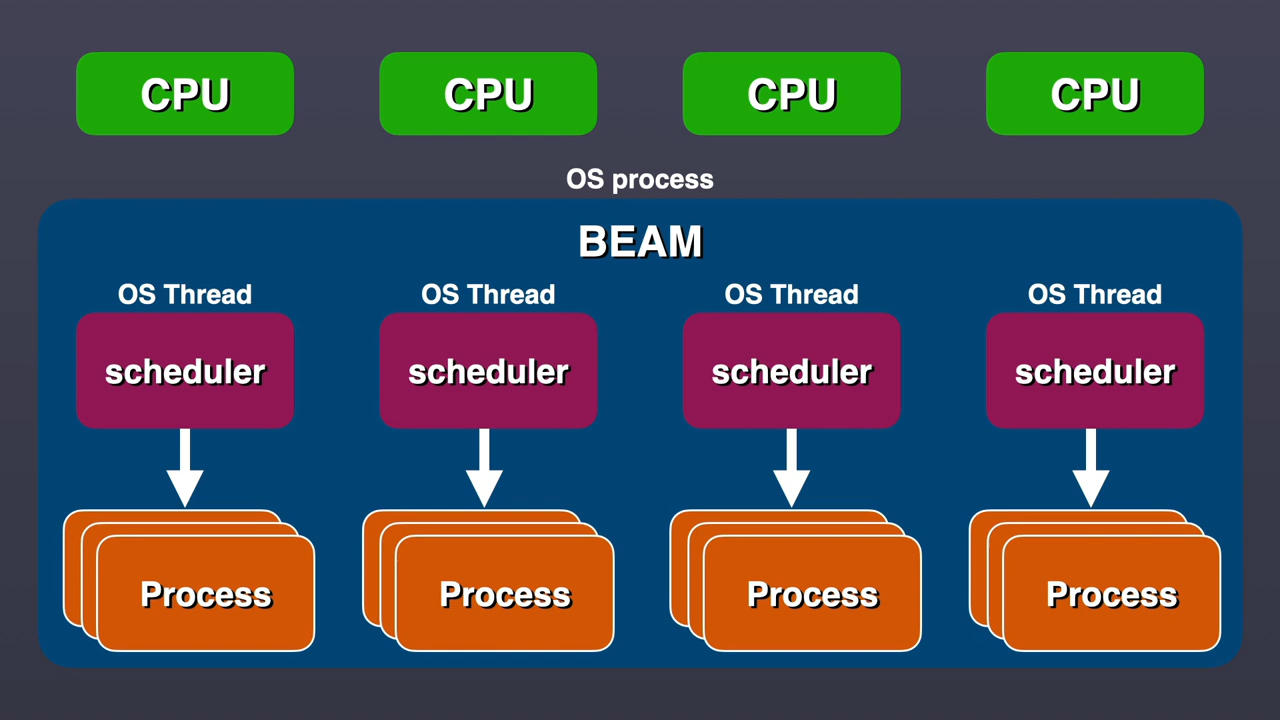 CPU CPU CPU CPU
OS process
BEAM
OS Thread OS Thread OS Thread OS Thread
scheduler scheduler scheduler scheduler
Process Process Process Process